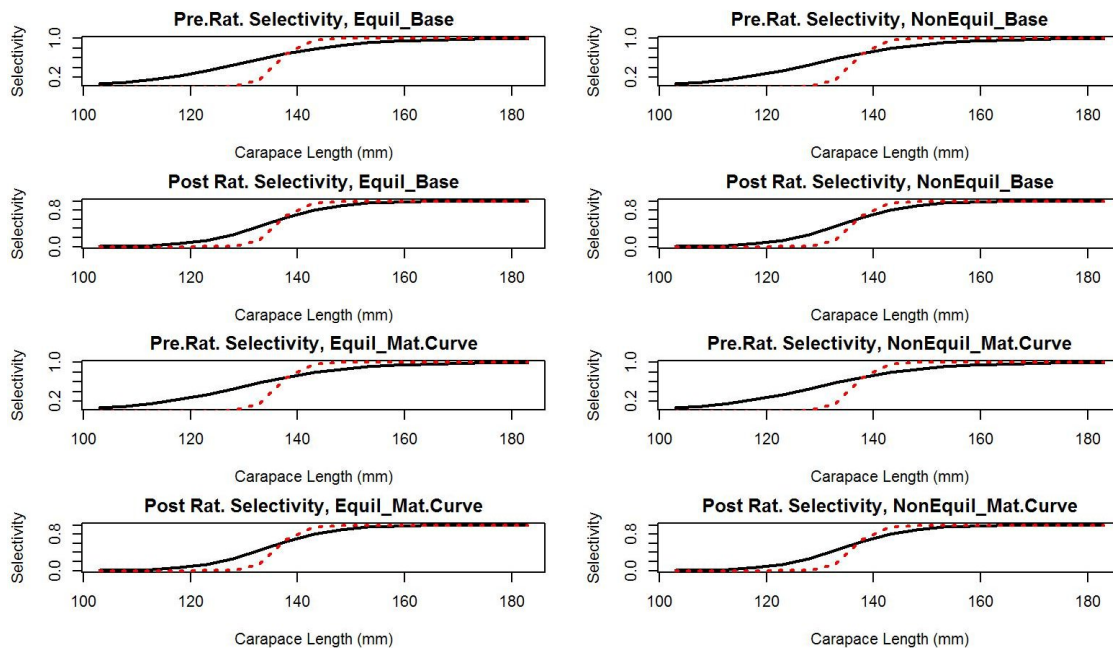 Pre.Rat. Selectivity, Equil_Base
Selectivity
0.2 1.0
100 120 140 160 180
Carapace Length (mm)
Pre.Rat. Selectivity, NonEquil_Base
Selectivity
0.2 1.0
100 120 140 160 180
Carapace Length (mm)
Post Rat. Selectivity, Equil_Base
Selectivity
0.0 0.8
100 120 140 160 180
Carapace Length (mm)
Post Rat. Selectivity, NonEquil_Base
Selectivity
0.0 0.8
100 120 140 160 180
Carapace Length (mm)
Pre.Rat. Selectivity, Equil_Mat.Curve
Selectivity
0.2 1.0
100 120 140 160 180
Carapace Length (mm)
Pre.Rat. Selectivity, NonEquil_Mat.Curve
Selectivity
0.2 1.0
100 120 140 160 180
Carapace Length (mm)
Post Rat. Selectivity, Equil_Mat.Curve
Selectivity
0.0 0.8
100 120 140 160 180
Carapace Length (mm)
Post Rat. Selectivity, NonEquil_Mat.Curve
Selectivity
0.0 0.8
100 120 140 160 180
Carapace Length (mm)